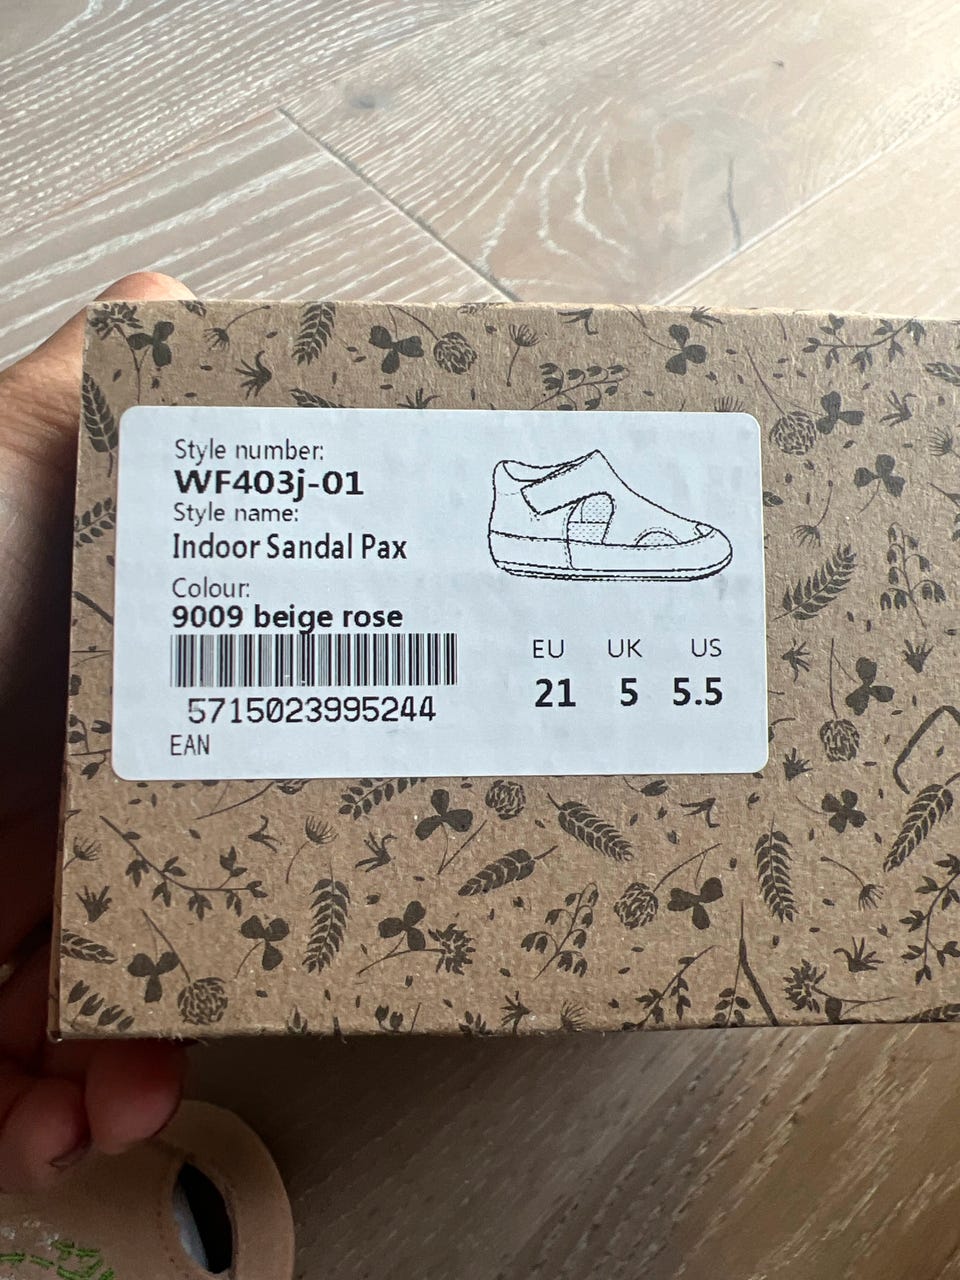 Style number:
WF403j-01
Style name:
Indoor Sandal Pax
Colour:
9009 beige rose
5715023995244
EAN
EU UK US
21 5 5.5